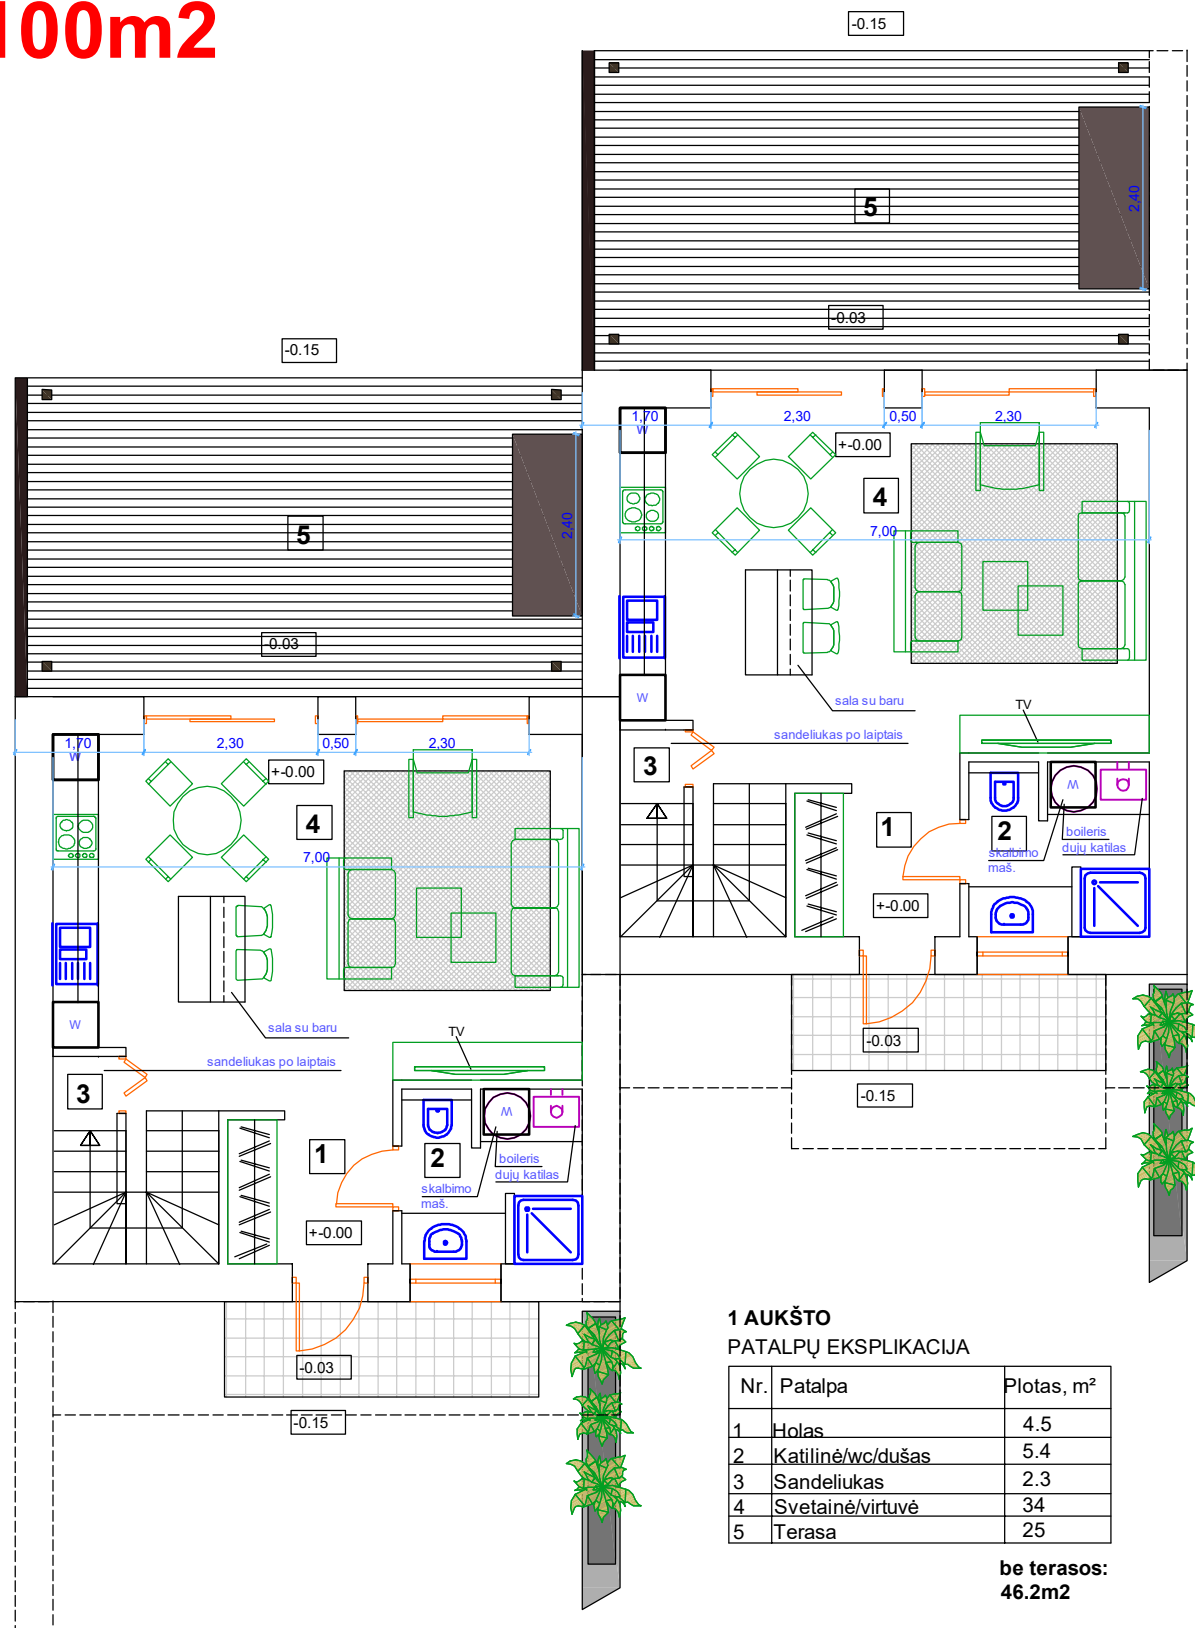 100m2
-0.15
2,40
5
-0.03
-0.15
1,70
W
2,30
0,50
2,30
+-0.00
4
7,00
2,40
5
-0.03
W
sala su baru
TV
sandeliukas po laiptais
3
1
W
2
boileris
dujų katilas
skalbimo
maš.
+-0.00
-0.03
-0.15
1,70
W
2,30
0,50
2,30
+-0.00
4
7,00
W
sala su baru
TV
sandeliukas po laiptais
3
1
W
2
boileris
dujų katilas
skalbimo
maš.
+-0.00
-0.03
-0.15
1 AUKŠTO
PATALPŲ EKSPLIKACIJA
Nr. Patalpa Plotas, m²
1 Holas 4.5
2 Katilinė/wc/dušas 5.4
3 Sandeliukas 2.3
4 Svetainė/virtuvė 34
5 Terasa 25
be terasos:
46.2m2